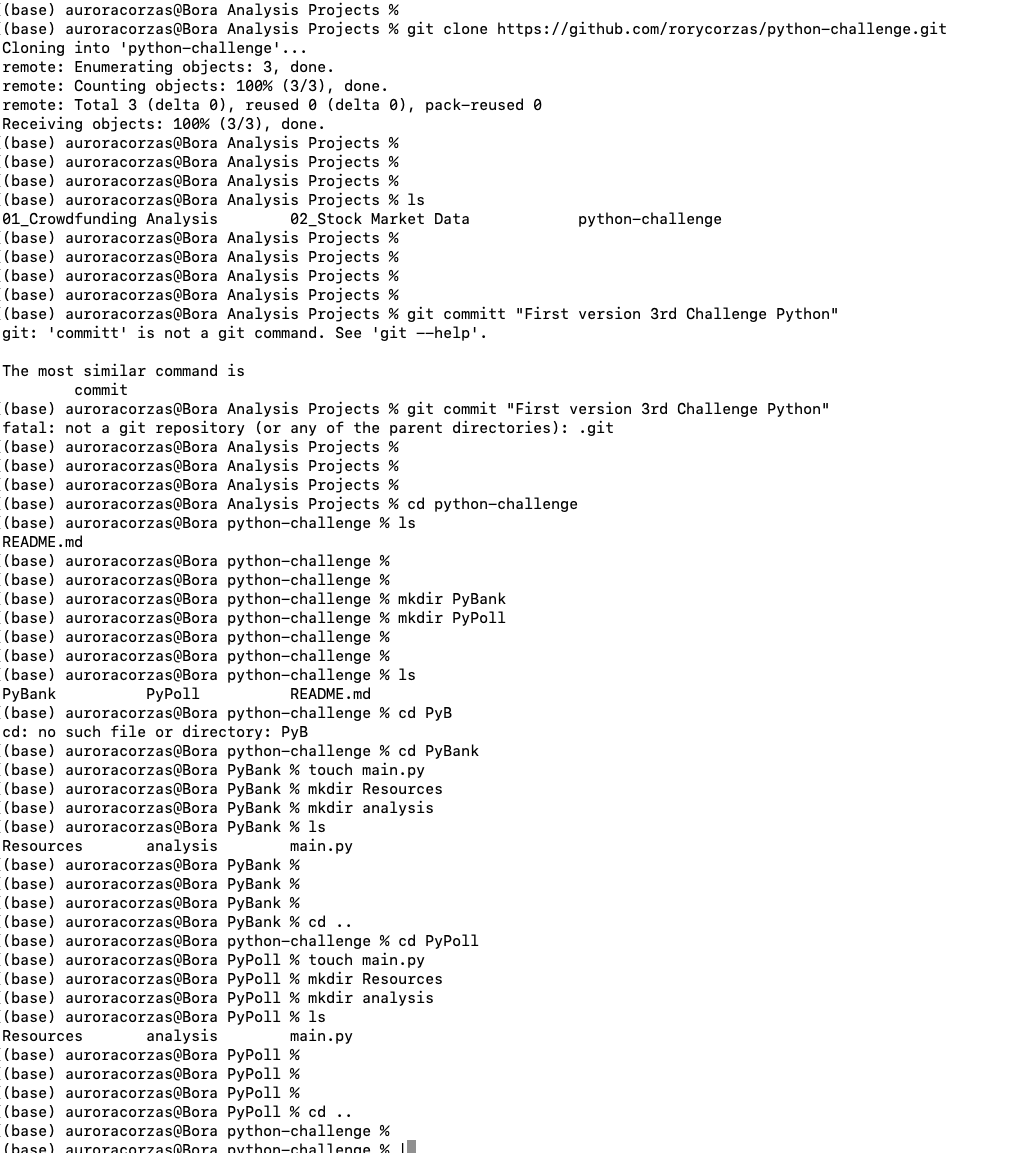 (base) auroracorzas@Bora Analysis Projects %
(base) auroracorzas@Bora Analysis Projects % git clone https://github.com/rorycorzas/python-challenge.git
Cloning into 'python-challenge'...
remote: Enumerating objects: 3, done.
remote: Counting objects: 100% (3/3), done.
remote: Total 3 (delta 0), reused 0 (delta 0), pack-reused 0
Receiving objects: 100% (3/3), done.
(base) auroracorzas@Bora Analysis Projects %
(base) auroracorzas@Bora Analysis Projects %
(base) auroracorzas@Bora Analysis Projects %
(base) auroracorzas@Bora Analysis Projects % ls
01_Crowdfunding Analysis        02_Stock Market Data            python-challenge
(base) auroracorzas@Bora Analysis Projects %
(base) auroracorzas@Bora Analysis Projects %
(base) auroracorzas@Bora Analysis Projects %
(base) auroracorzas@Bora Analysis Projects %
(base) auroracorzas@Bora Analysis Projects % git committ "First version 3rd Challenge Python"
git: 'committ' is not a git command. See 'git --help'.

The most similar command is
        commit
(base) auroracorzas@Bora Analysis Projects % git commit "First version 3rd Challenge Python"
fatal: not a git repository (or any of the parent directories): .git
(base) auroracorzas@Bora Analysis Projects %
(base) auroracorzas@Bora Analysis Projects %
(base) auroracorzas@Bora Analysis Projects %
(base) auroracorzas@Bora Analysis Projects % cd python-challenge
(base) auroracorzas@Bora python-challenge % ls
README.md
(base) auroracorzas@Bora python-challenge %
(base) auroracorzas@Bora python-challenge %
(base) auroracorzas@Bora python-challenge % mkdir PyBank
(base) auroracorzas@Bora python-challenge % mkdir PyPoll
(base) auroracorzas@Bora python-challenge %
(base) auroracorzas@Bora python-challenge %
(base) auroracorzas@Bora python-challenge % ls
PyBank          PyPoll          README.md
(base) auroracorzas@Bora python-challenge % cd PyB
cd: no such file or directory: PyB
(base) auroracorzas@Bora python-challenge % cd PyBank
(base) auroracorzas@Bora PyBank % touch main.py
(base) auroracorzas@Bora PyBank % mkdir Resources
(base) auroracorzas@Bora PyBank % mkdir analysis
(base) auroracorzas@Bora PyBank % ls
Resources       analysis        main.py
(base) auroracorzas@Bora PyBank %
(base) auroracorzas@Bora PyBank %
(base) auroracorzas@Bora PyBank %
(base) auroracorzas@Bora PyBank % cd ..
(base) auroracorzas@Bora python-challenge % cd PyPoll
(base) auroracorzas@Bora PyPoll % touch main.py
(base) auroracorzas@Bora PyPoll % mkdir Resources
(base) auroracorzas@Bora PyPoll % mkdir analysis
(base) auroracorzas@Bora PyPoll % ls
Resources       analysis        main.py
(base) auroracorzas@Bora PyPoll %
(base) auroracorzas@Bora PyPoll %
(base) auroracorzas@Bora PyPoll %
(base) auroracorzas@Bora PyPoll % cd ..
(base) auroracorzas@Bora python-challenge %
(base) auroracorzas@Bora python-challenge % l